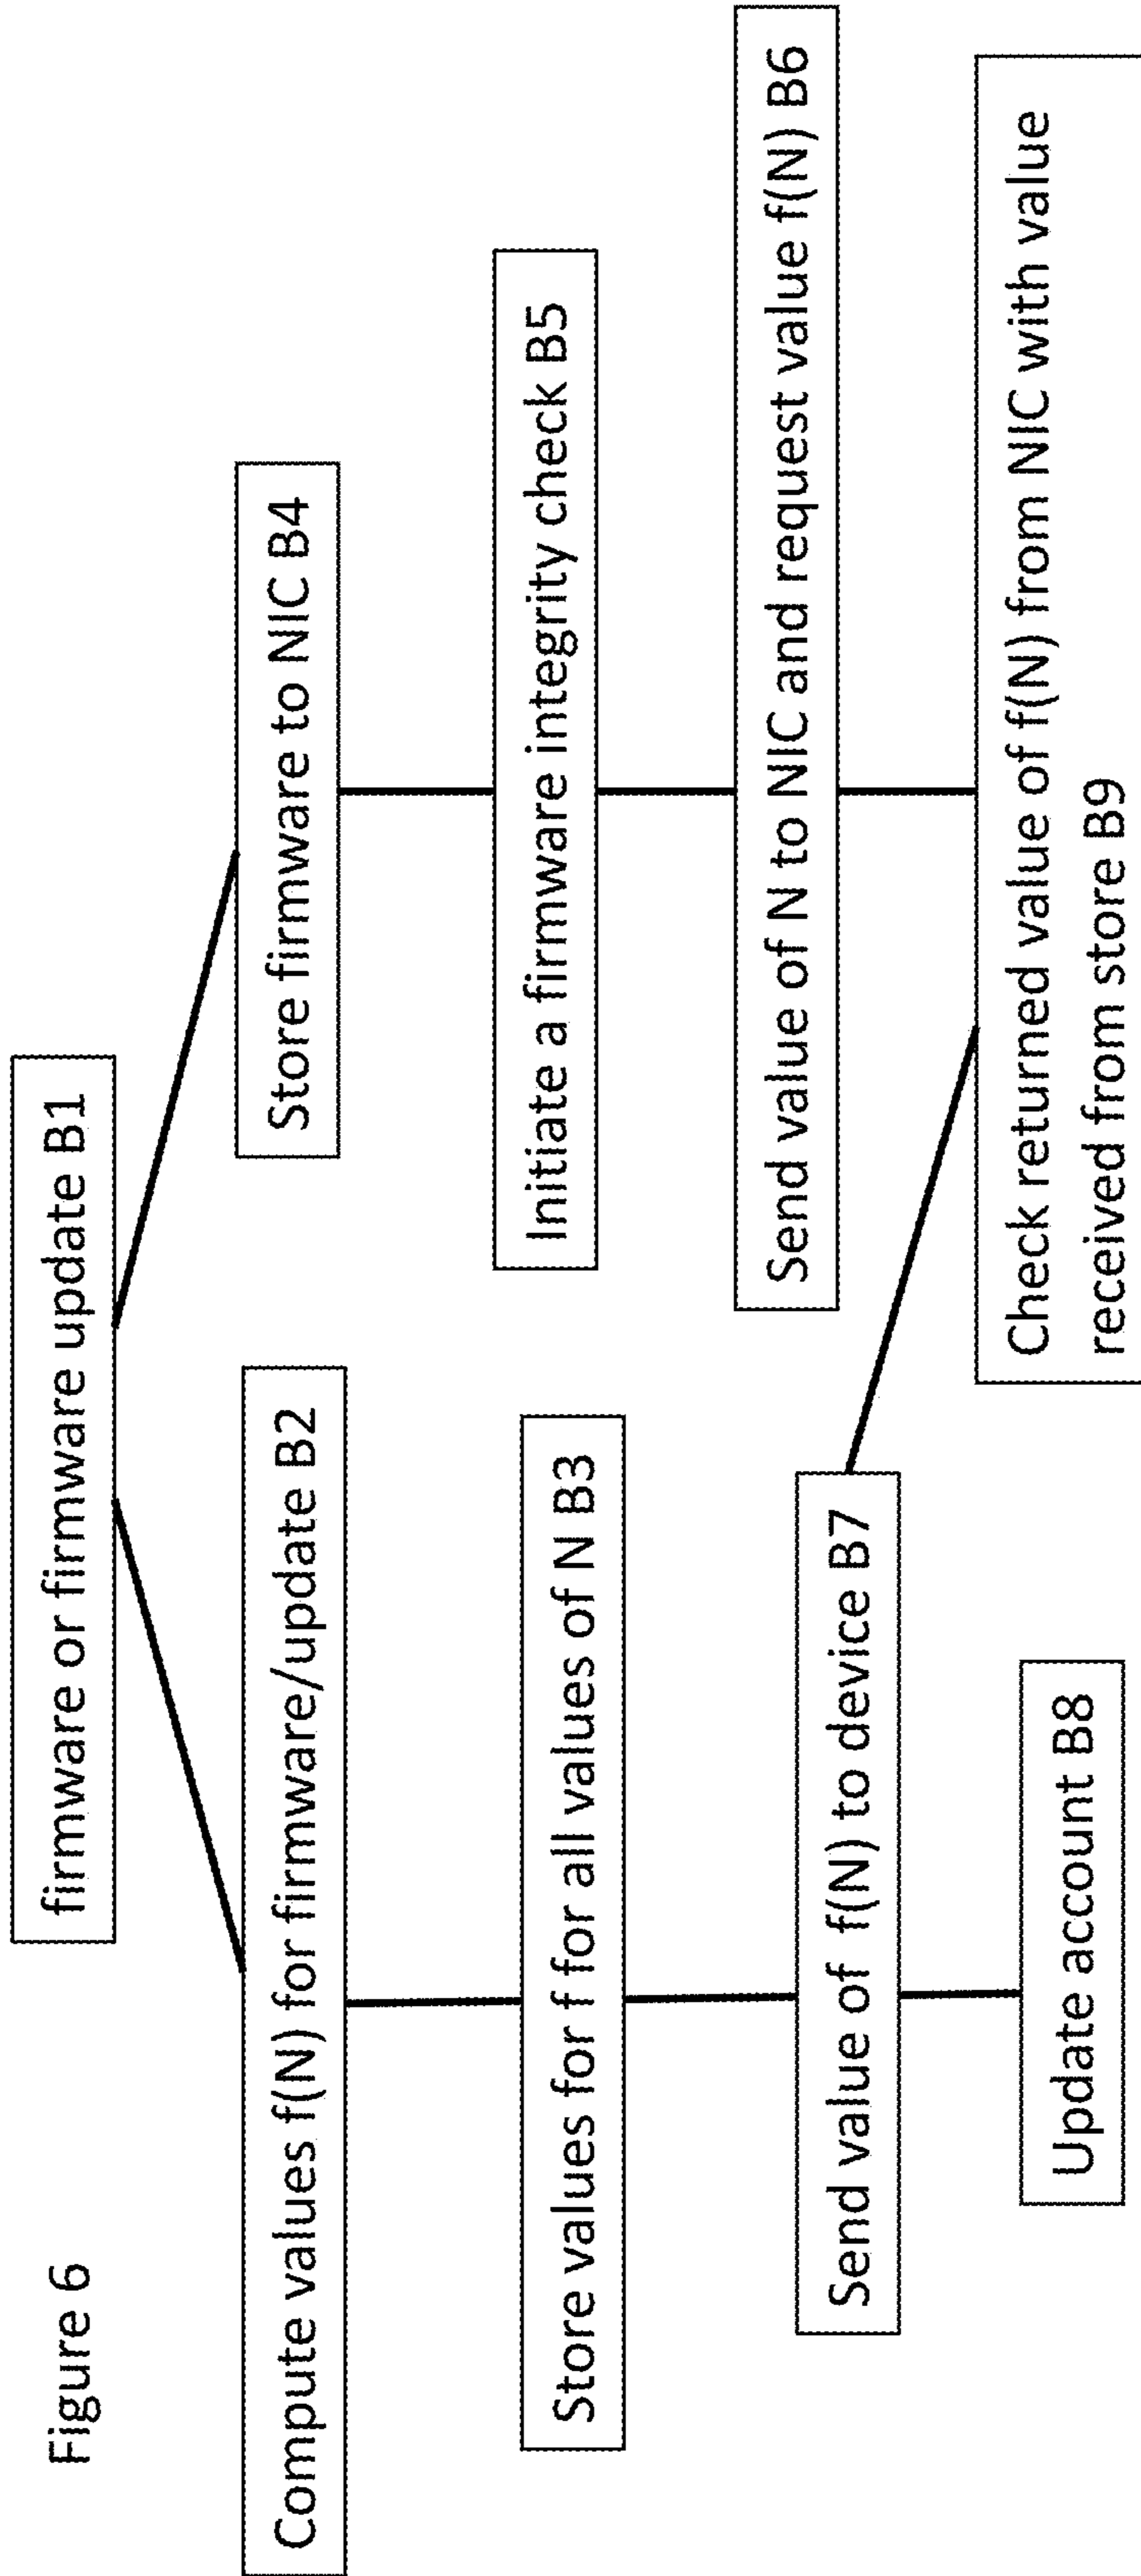 Figure 6
firmware or firmware update B1
Compute values f(N) for firmware/update B2
Store firmware to NIC B4
Store values for f for all values of N B3
Initiate a firmware integrity check B5
Send value of N to NIC and request value f(N) B6
Send value of f(N) to device B7
Check returned value of f(N) from NIC with value
received from store B9
Update account B8